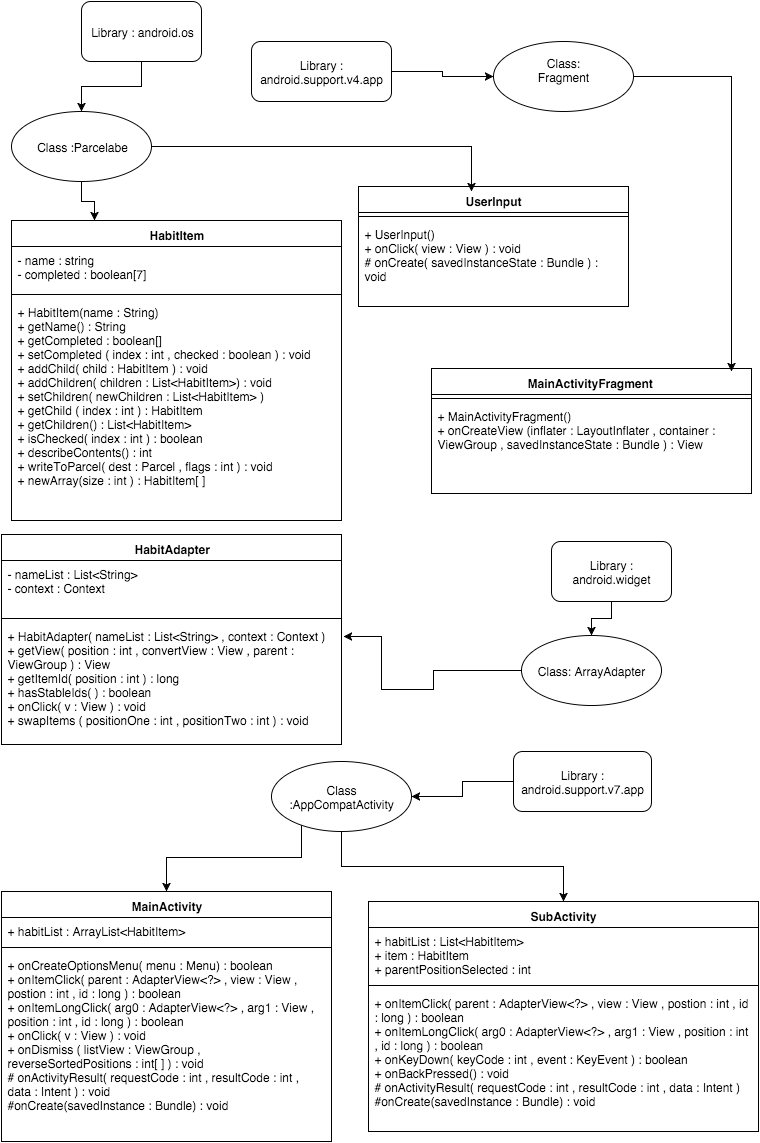 Library : android.os
Library :
android.support.v4.app
Class:
Fragment
Class :Parcelabe
UserInput
+ UserInput()
+ onClick( view : View ) : void
# onCreate( savedInstanceState : Bundle ) :
void
HabitItem
- name : string
- completed : boolean[7]
+ HabitItem(name : String)
+ getName() : String
+ getCompleted : boolean[]
+ setCompleted ( index : int , checked : boolean ) : void
+ addChild( child : HabitItem ) : void
+ addChildren( children : List<HabitItem>) : void
+ setChildren ( newChildren : List<HabitItem> )
+ getChild ( index : int ) : HabitItem
+ getChildren() : List<HabitItem>
+ isChecked( index : int ) : boolean
+ describeContents() : int
+ writeToParcel( dest : Parcel , flags : int ) : void
+ newArray(size : int ) : HabitItem[ ]
MainActivityFragment
+ MainActivityFragment()
+ onCreateView (inflater : LayoutInflater , container :
ViewGroup , savedInstanceState : Bundle ) : View
HabitAdapter
- nameList : List<String>
- context : Context
+ HabitAdapter( nameList : List<String> , context : Context )
+ getView( position : int , convertView : View , parent :
ViewGroup ) : View
+ getItemId( position : int ) : long
+ hasStableIds( ) : boolean
+ onClick( v : View ) : void
+ swapItems ( positionOne : int , positionTwo : int ) : void
Library :
android.widget
Class: ArrayAdapter
Class
:AppCompatActivity
Library :
android.support.v7.app
MainActivity
+ habitList : ArrayList<HabitItem>
+ onCreateOptionsMenu( menu : Menu) : boolean
+ onItemClick( parent : AdapterView<?> , view : View ,
postion : int , id : long ) : boolean
+ onItemLongClick( arg0 : AdapterView<?> , arg1 : View ,
position : int , id : long ) : boolean
+ onClick( v : View ) : void
+ onDismiss ( listView : ViewGroup ,
reverseSortedPositions : int[ ] ) : void
# onActivityResult( requestCode : int , resultCode : int ,
data : Intent ) : void
#onCreate(savedInstance : Bundle) : void
SubActivity
+ habitList : List<HabitItem>
+ item : HabitItem
+ parentPositionSelected : int
+ onItemClick( parent : AdapterView<?> , view : View , postion : int , id
: long ) : boolean
+ onItemLongClick( arg0 : AdapterView<?> , arg1 : View , position : int
, id : long ) : boolean
+ onKeyDown( keyCode : int , event : KeyEvent ) : boolean
+ onBackPressed() : void
# onActivityResult( requestCode : int , resultCode : int , data : Intent )
#onCreate(savedInstance : Bundle) : void